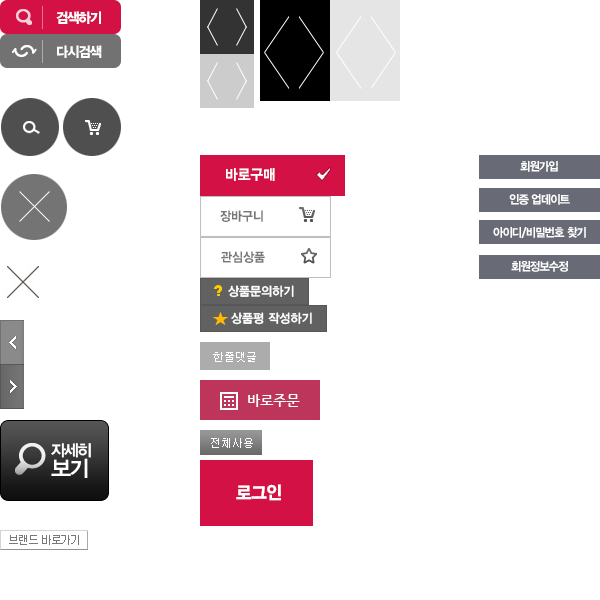 검색하기
다시검색
자세히
보기
브랜드 바로가기
바로구매
장바구니
관심상품
? 상품문의하기
상품평 작성하기
한줄댓글
바로주문
전체사용
로그인
회원가입
인증 업데이트
아이디/비밀번호 찾기
회원정보수정